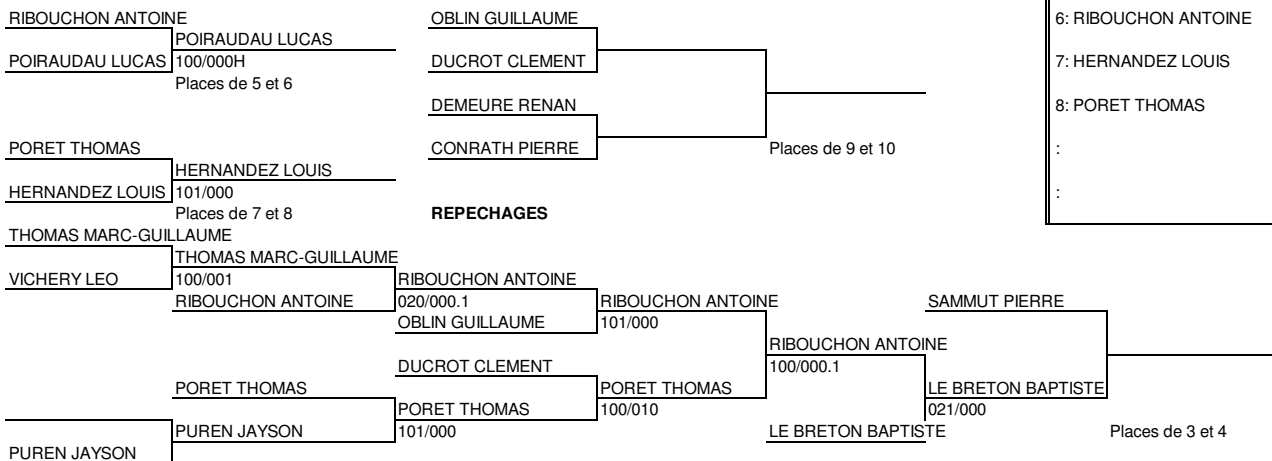 RIBOUCHON ANTOINE OBLIN GUILLAUME 6: RIBOUCHON ANTOINE
POIRAUDAU LUCAS
POIRAUDAU LUCAS 100/000H DUCROT CLEMENT 7: HERNANDEZ LOUIS
Places de 5 et 6
DEMEURE RENAN 8: PORET THOMAS
PORET THOMAS CONRATH PIERRE Places de 9 et 10 :
HERNANDEZ LOUIS
HERNANDEZ LOUIS 101/000 :
Places de 7 et 8 REPECHAGES
THOMAS MARC-GUILLAUME
THOMAS MARC-GUILLAUME
VICHERY LEO 100/001 RIBOUCHON ANTOINE
RIBOUCHON ANTOINE 020/000.1 RIBOUCHON ANTOINE SAMMUT PIERRE
OBLIN GUILLAUME 101/000
RIBOUCHON ANTOINE
DUCROT CLEMENT 100/000.1
PORET THOMAS PORET THOMAS LE BRETON BAPTISTE
PORET THOMAS 100/010 021/000
PUREN JAYSON 101/000 LE BRETON BAPTISTE Places de 3 et 4
PUREN JAYSON